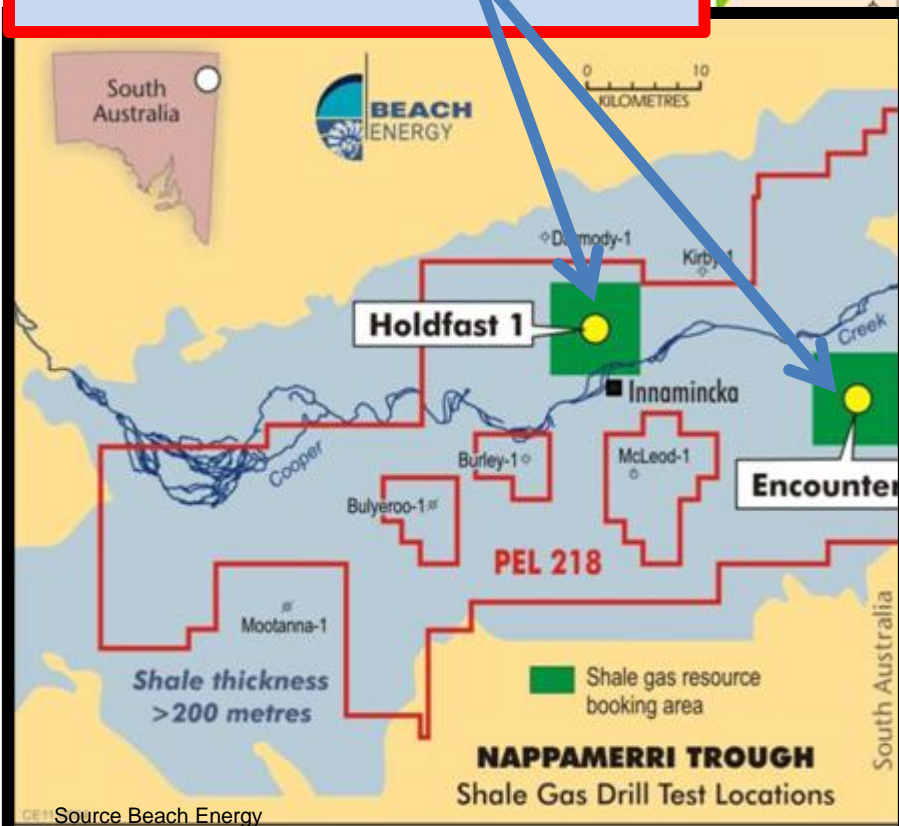 South
Australia
BEACH
ENERGY
0 10
KILOMETRES
Kirby-1
Holdfast 1
Creek
Innamincka
Cooper
Burley-1
McLeod-1
Bulyeroo-1
Encounter
PEL 218
Mootanna-1
Shale thickness
>200 metres
Shale gas resource
booking area
South Australia
NAPPAMERRI TROUGH
Shale Gas Drill Test Locations
Source Beach Energy